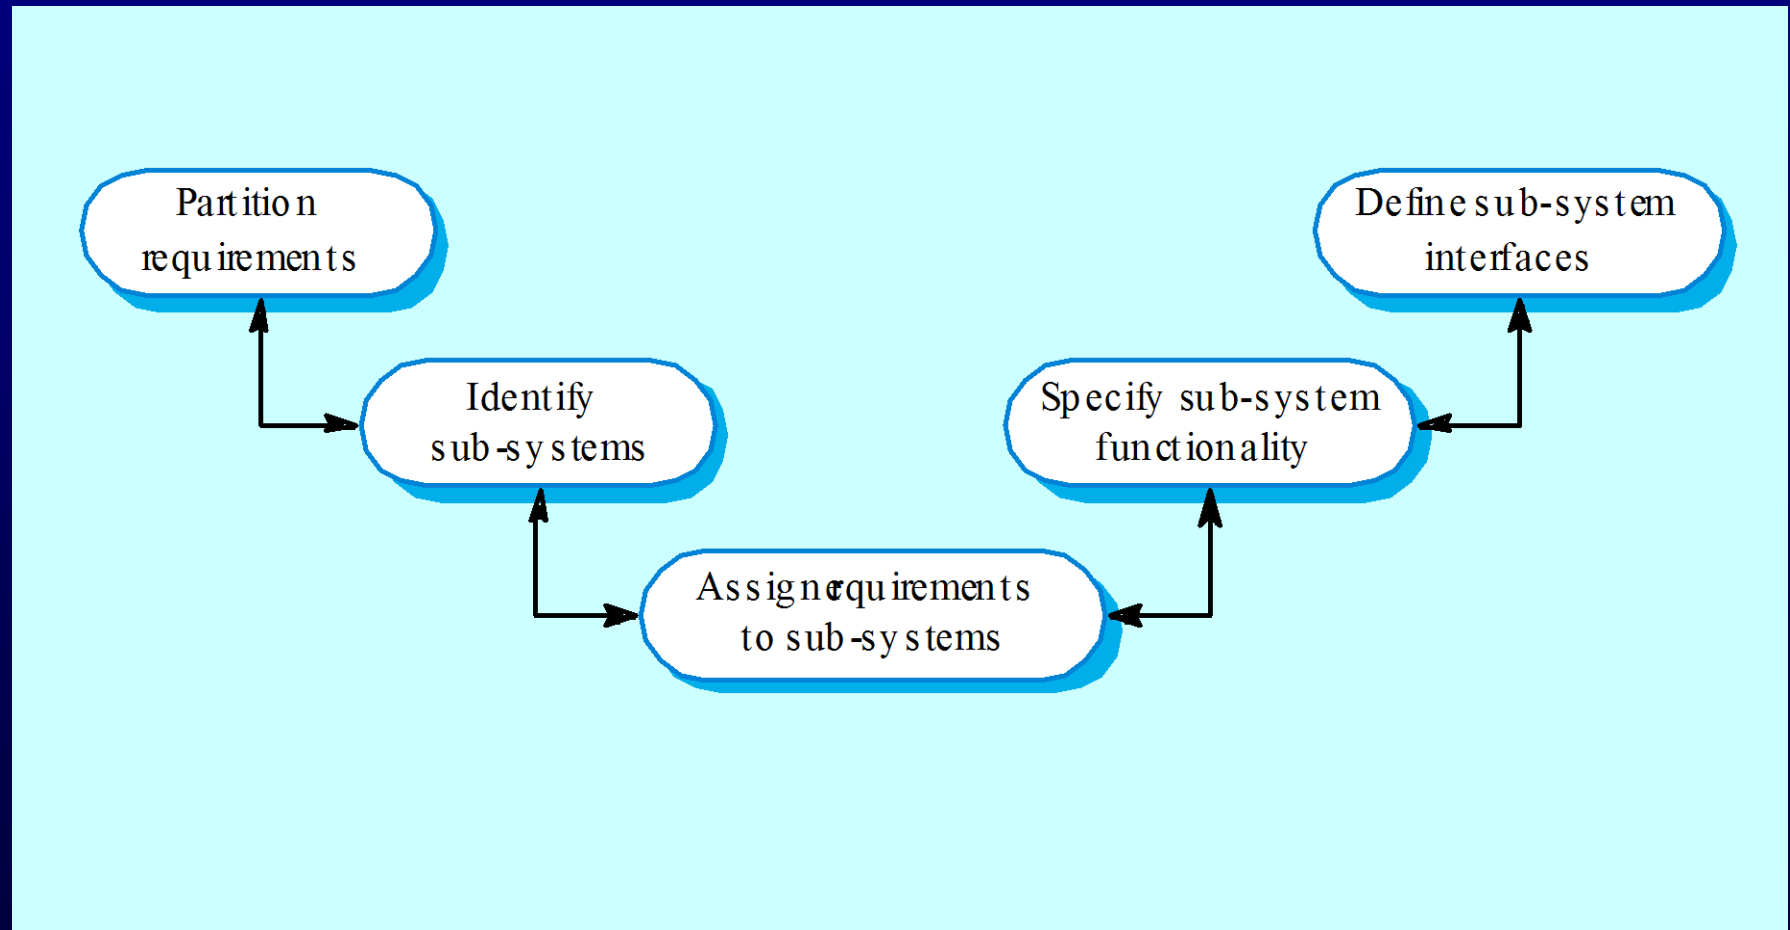 Partition
requirements
Define sub-system
interfaces
Identify
sub-systems
Specify sub-system
functionality
Assign requirements
to sub-systems